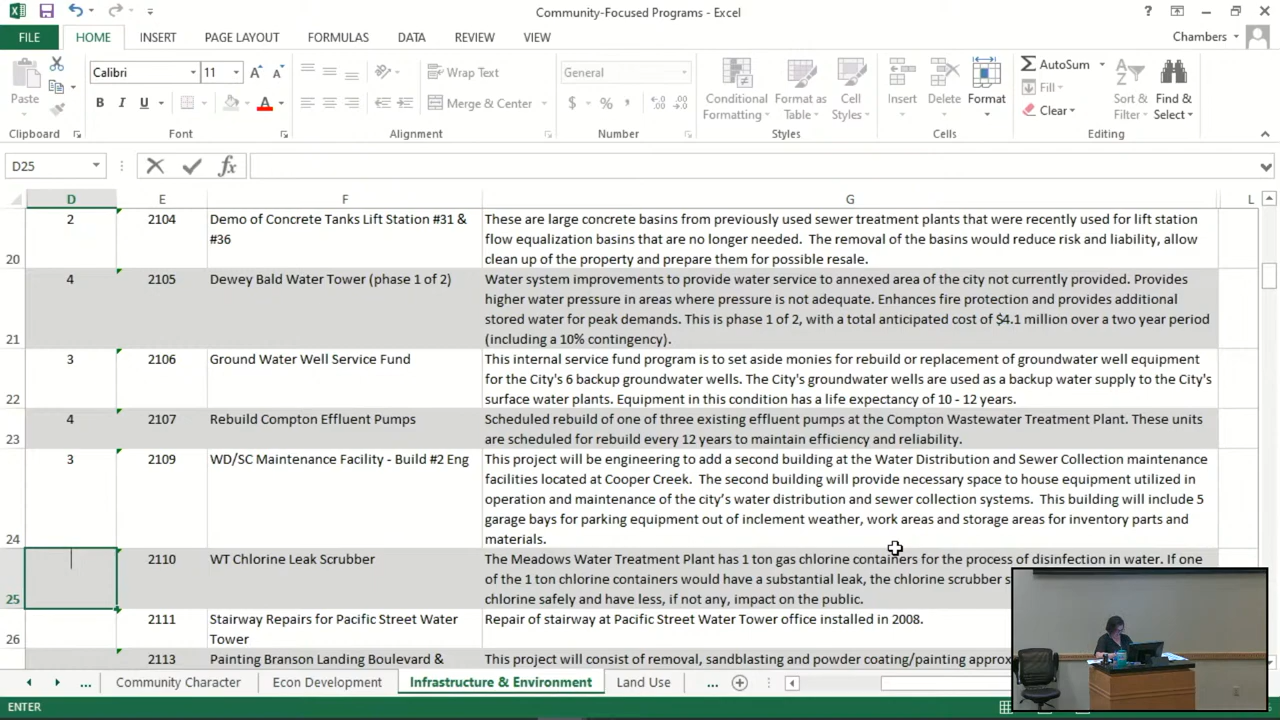 Community-Focused Programs - Excel
FILE HOME INSERT PAGE LAYOUT FORMULAS DATA REVIEW VIEW Chambers
Calibri 11 Wrap Text General AutoSum
Fill
Paste B I U Merge & Center $ % Conditional Formatting Format as Table Cell Styles Insert Delete Format Clear Sort & Filter Find & Select
Clipboard Font Alignment Number Styles Cells Editing
D25 fx
D E F G L
20 2 2104 Demo of Concrete Tanks Lift Station #31 & These are large concrete basins from previously used sewer treatment plants that were recently used for lift station
#36 flow equalization basins that are no longer needed. The removal of the basins would reduce risk and liability, allow
clean up of the property and prepare them for possible resale.
21 4 2105 Dewey Bald Water Tower (phase 1 of 2) Water system improvements to provide water service to annexed area of the city not currently provided. Provides
higher water pressure in areas where pressure is not adequate. Enhances fire protection and provides additional
stored water for peak demands. This is phase 1 of 2, with a total anticipated cost of $4.1 million over a two year period
(including a 10% contingency).
22 3 2106 Ground Water Well Service Fund This internal service fund program is to set aside monies for rebuild or replacement of groundwater well equipment
for the City's 6 backup groundwater wells. The City's groundwater wells are used as a backup water supply to the City's
surface water plants. Equipment in this condition has a life expectancy of 10 - 12 years.
23 4 2107 Rebuild Compton Effluent Pumps Scheduled rebuild of one of three existing effluent pumps at the Compton Wastewater Treatment Plant. These units
are scheduled for rebuild every 12 years to maintain efficiency and reliability.
24 3 2109 WD/SC Maintenance Facility - Build #2 Eng This project will be engineering to add a second building at the Water Distribution and Sewer Collection maintenance
facilities located at Cooper Creek. The second building will provide necessary space to house equipment utilized in
operation and maintenance of the city's water distribution and sewer collection systems. This building will include 5
garage bays for parking equipment out of inclement weather, work areas and storage areas for inventory parts and
materials.
25 2110 WT Chlorine Leak Scrubber The Meadows Water Treatment Plant has 1 ton gas chlorine containers for the process of disinfection in water. If one
of the 1 ton chlorine containers would have a substantial leak, the chlorine scrubber
chlorine safely and have less, if not any, impact on the public.
26 2111 Stairway Repairs for Pacific Street Water Repair of stairway at Pacific Street Water Tower office installed in 2008.
Tower
2113 Painting Branson Landing Boulevard & This project will consist of removal, sandblasting and powder coating/painting
... Community Character Econ Development Infrastructure & Environment Land Use ...
ENTER